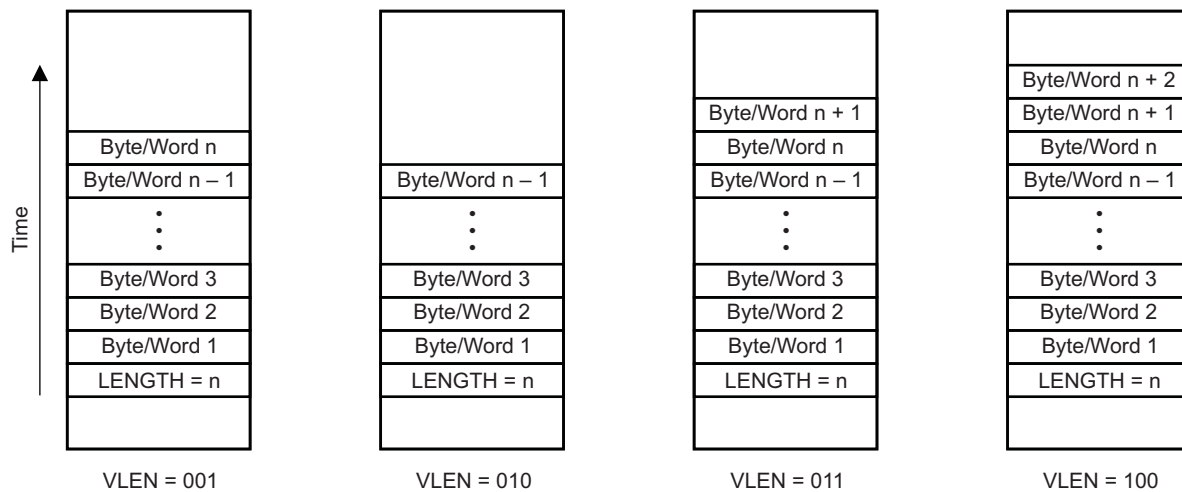 Time
Byte/Word n
Byte/Word n – 1
Byte/Word 3
Byte/Word 2
Byte/Word 1
LENGTH = n
VLEN = 001
Byte/Word n – 1
Byte/Word 3
Byte/Word 2
Byte/Word 1
LENGTH = n
VLEN = 010
Byte/Word n + 1
Byte/Word n
Byte/Word n – 1
Byte/Word 3
Byte/Word 2
Byte/Word 1
LENGTH = n
VLEN = 011
Byte/Word n + 2
Byte/Word n + 1
Byte/Word n
Byte/Word n – 1
Byte/Word 3
Byte/Word 2
Byte/Word 1
LENGTH = n
VLEN = 100